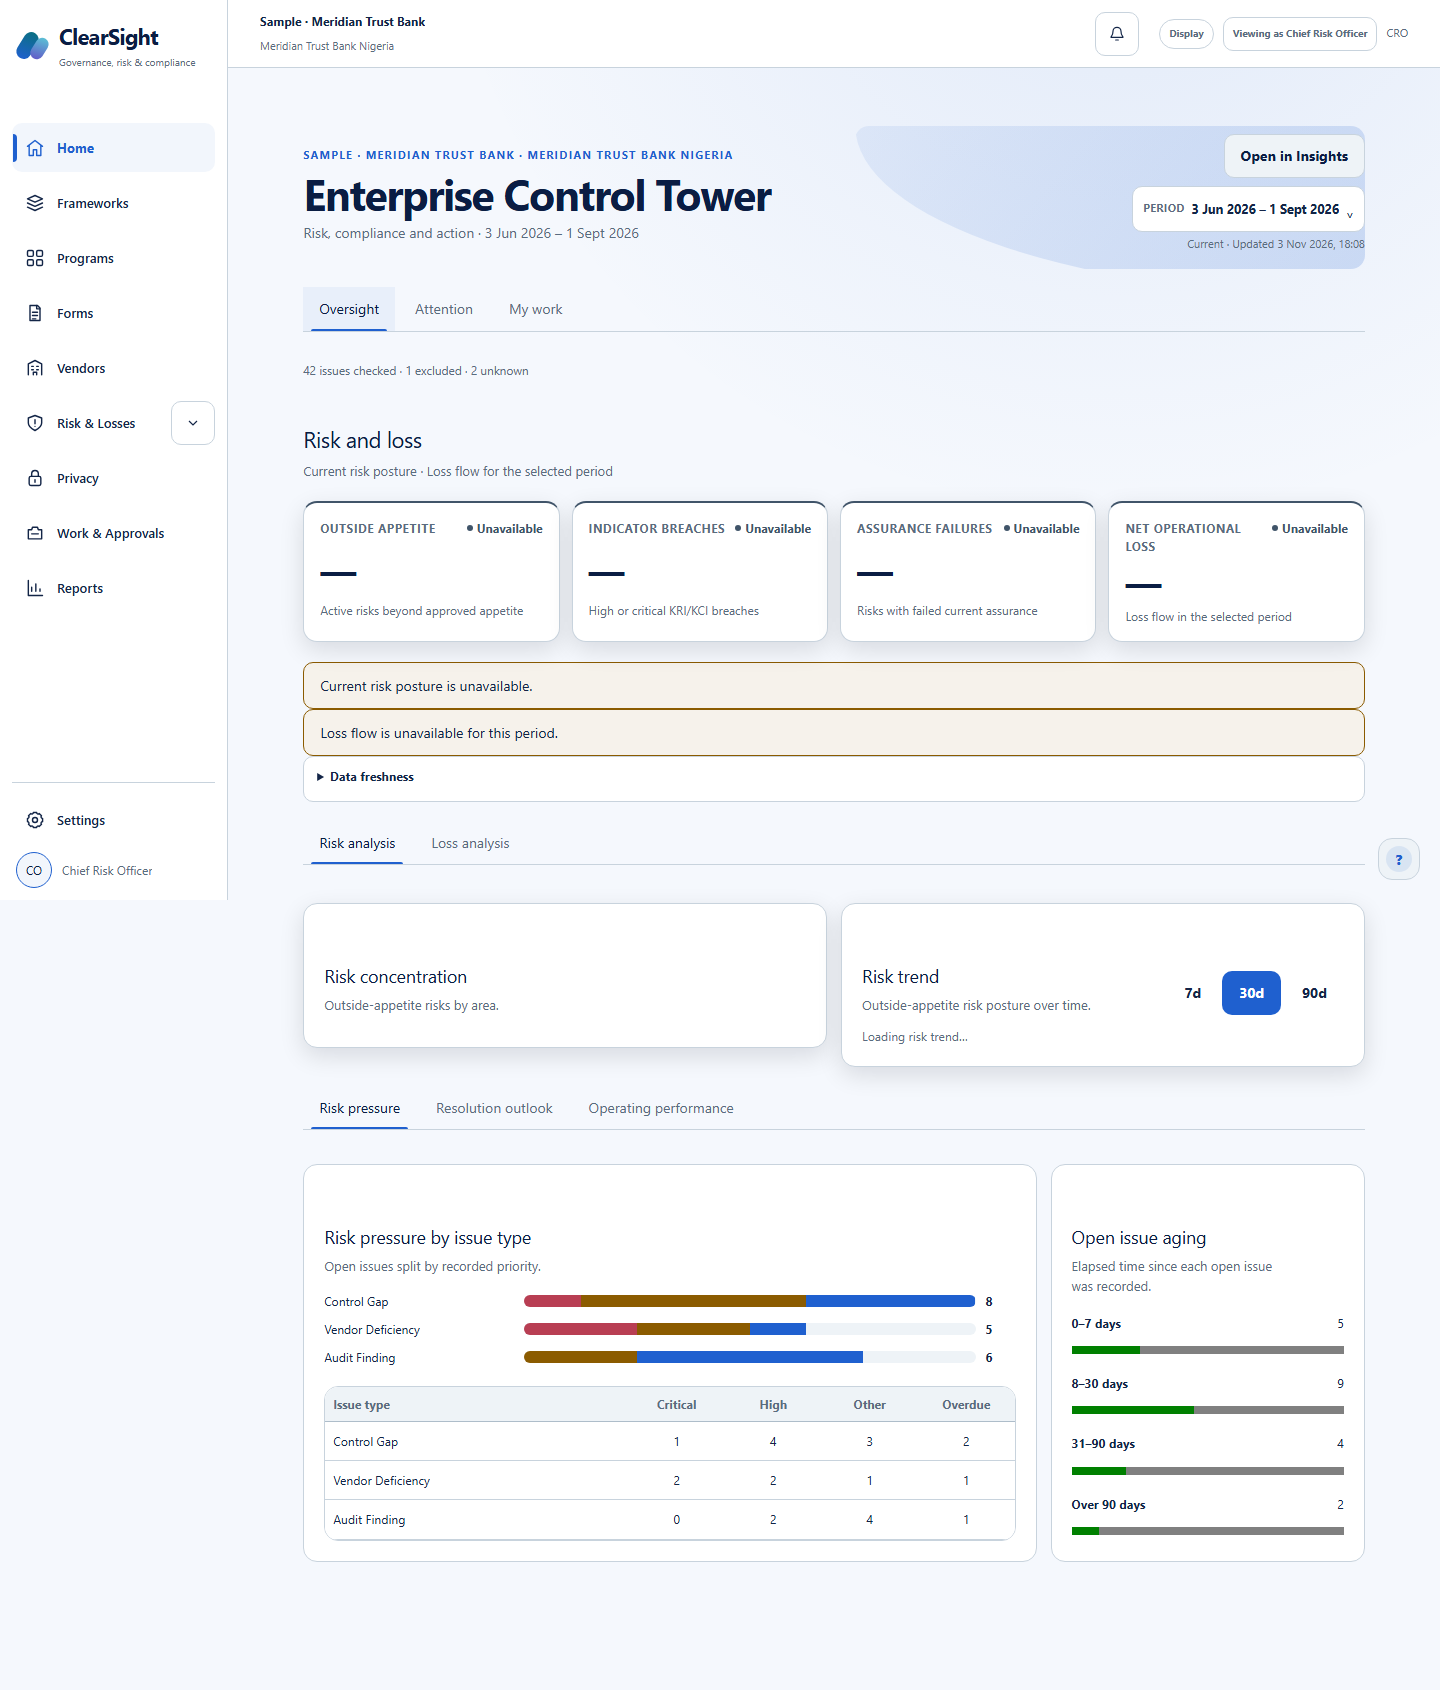 ClearSight
Governance, risk & compliance
Sample · Meridian Trust Bank
Meridian Trust Bank Nigeria
Display
Viewing as Chief Risk Officer
CRO
Home
Frameworks
Programs
Forms
Vendors
Risk & Losses
Privacy
Work & Approvals
Reports
Settings
CO
Chief Risk Officer
SAMPLE · MERIDIAN TRUST BANK · MERIDIAN TRUST BANK NIGERIA
Enterprise Control Tower
Risk, compliance and action · 3 Jun 2026 – 1 Sept 2026
Open in Insights
PERIOD 3 Jun 2026 – 1 Sept 2026
Current · Updated 3 Nov 2026, 18:08
Oversight
Attention
My work
42 issues checked · 1 excluded · 2 unknown
Risk and loss
Current risk posture · Loss flow for the selected period
OUTSIDE APPETITE
Unavailable
—
Active risks beyond approved appetite
INDICATOR BREACHES
Unavailable
—
High or critical KRI/KCI breaches
ASSURANCE FAILURES
Unavailable
—
Risks with failed current assurance
NET OPERATIONAL
LOSS
Unavailable
—
Loss flow in the selected period
Current risk posture is unavailable.
Loss flow is unavailable for this period.
Data freshness
Risk analysis
Loss analysis
?
Risk concentration
Outside-appetite risks by area.
Risk trend
Outside-appetite risk posture over time.
Loading risk trend...
7d
30d
90d
Risk pressure
Resolution outlook
Operating performance
Risk pressure by issue type
Open issues split by recorded priority.
Control Gap 8
Vendor Deficiency 5
Audit Finding 6
Issue type Critical High Other Overdue
Control Gap 1 4 3 2
Vendor Deficiency 2 2 1 1
Audit Finding 0 2 4 1
Open issue aging
Elapsed time since each open issue
was recorded.
0–7 days 5
8–30 days 9
31–90 days 4
Over 90 days 2